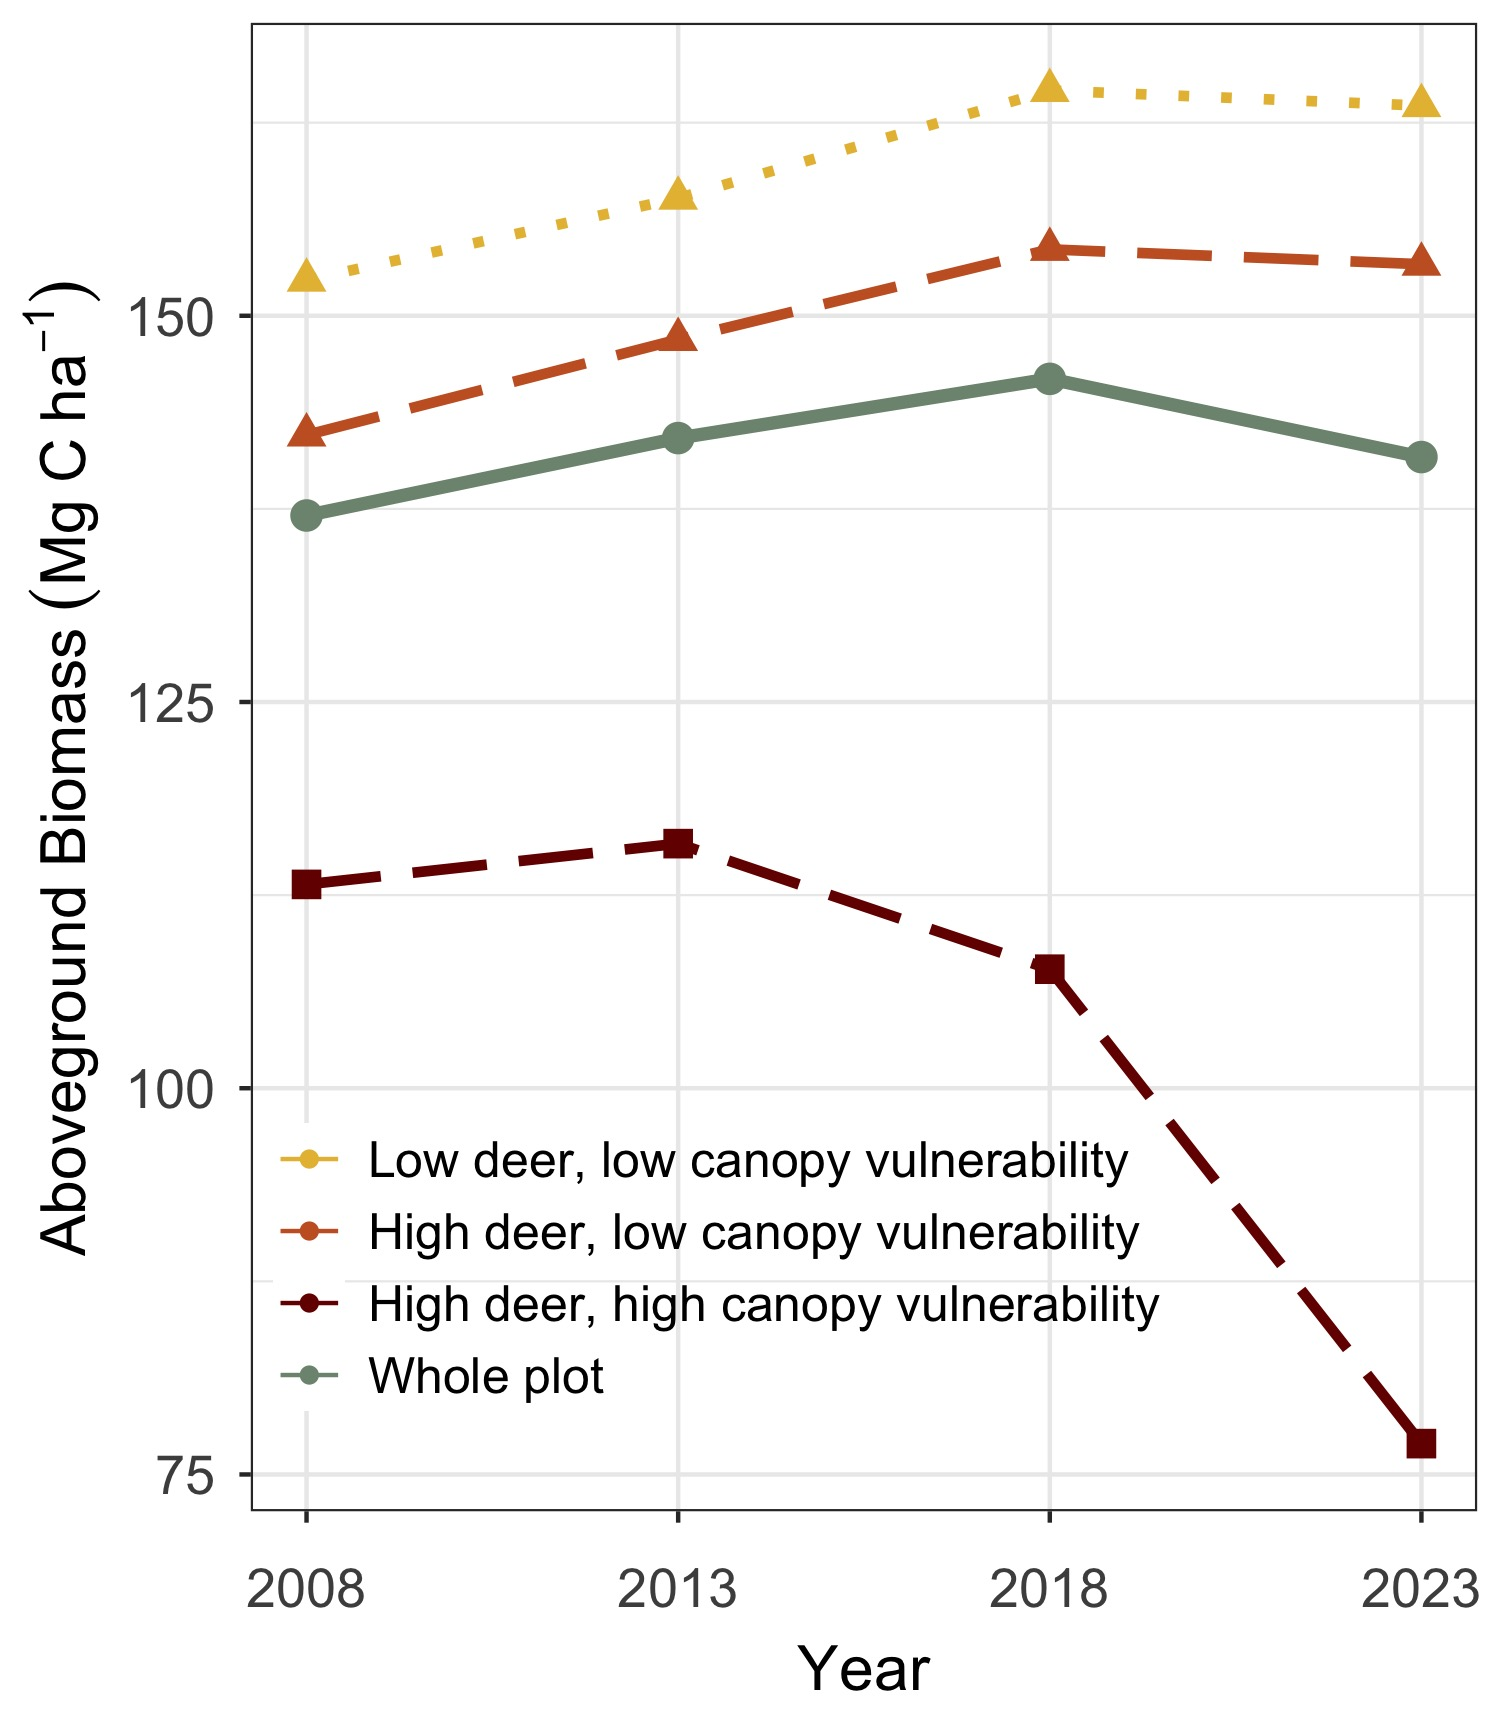 Aboveground Biomass (Mg C ha⁻¹)
150
125
100
75
Low deer, low canopy vulnerability
High deer, low canopy vulnerability
High deer, high canopy vulnerability
Whole plot
2008 2013 2018 2023
Year